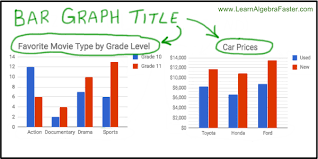 www.LearnAlgebraFaster.com
BAR GRAPH TITLE
Favorite Movie Type by Grade Level
Grade 10
Grade 11
14
12
10
8
6
4
2
0
Action Documentary Drama Sports
Car Prices
Used
New
$14,000
$12,000
$10,000
$8,000
$6,000
$4,000
$2,000
$0
Toyota Honda Ford